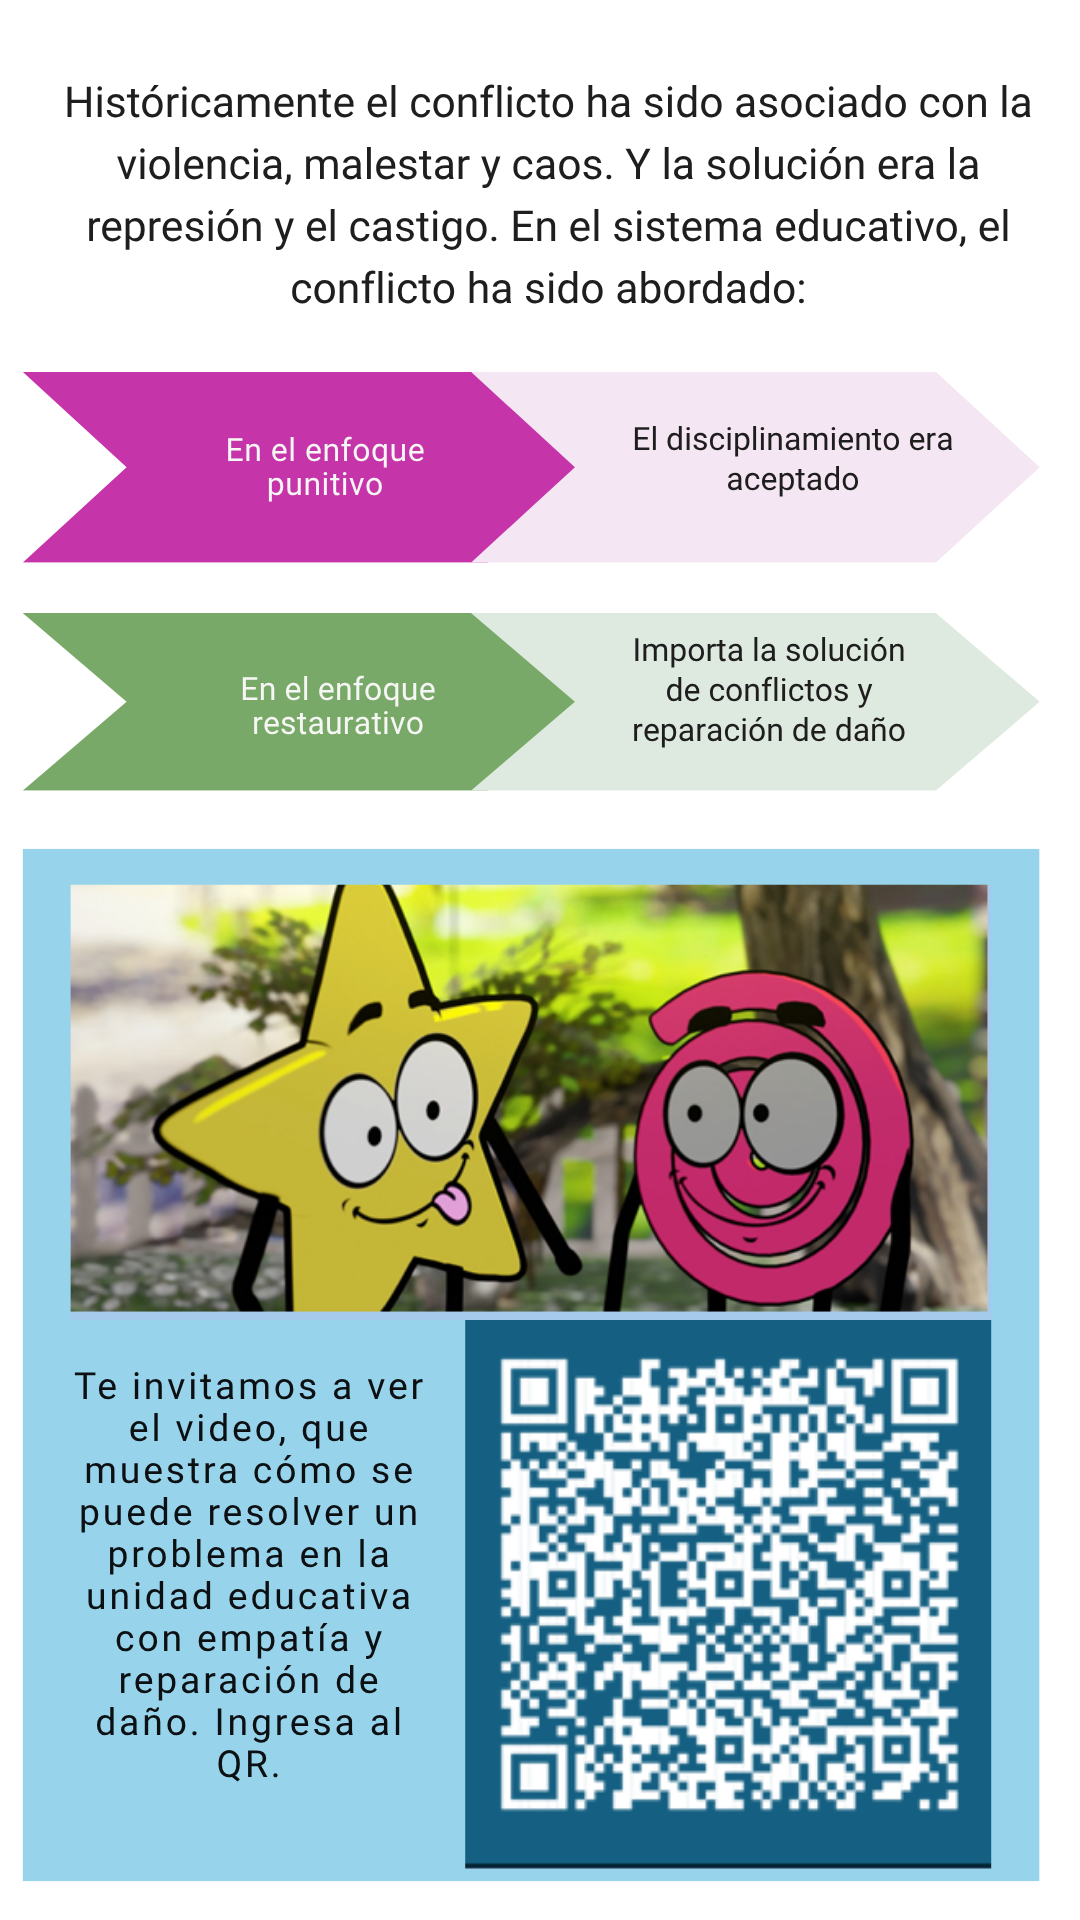 Históricamente el conflicto ha sido asociado con la
violencia, malestar y caos. Y la solución era la
represión y el castigo. En el sistema educativo, el
conflicto ha sido abordado:
En el enfoque
punitivo
El disciplinamiento era
aceptado
En el enfoque
restaurativo
Importa la solución
de conflictos y
reparación de daño
Te invitamos a ver
el video, que
muestra cómo se
puede resolver un
problema en la
unidad educativa
con empatía y
reparación de
daño. Ingresa al
QR.